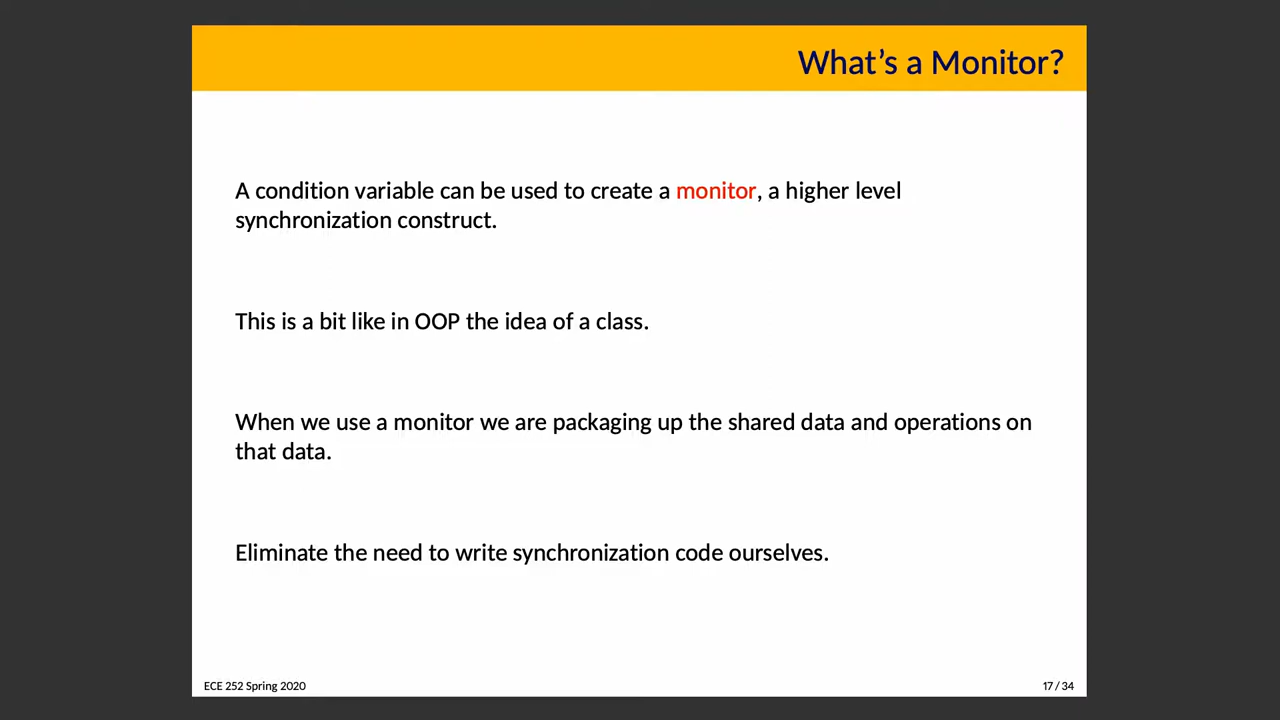 What’s a Monitor?
A condition variable can be used to create a monitor, a higher level
synchronization construct.
This is a bit like in OOP the idea of a class.
When we use a monitor we are packaging up the shared data and operations on
that data.
Eliminate the need to write synchronization code ourselves.
ECE 252 Spring 2020
17 / 34